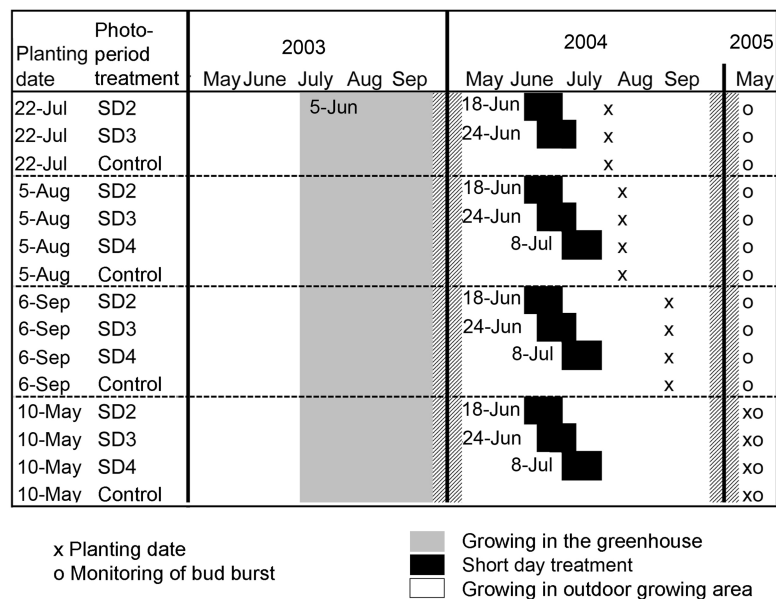 Planting date Photo-period treatment 2003 2004 2005
May June July Aug Sep May June July Aug Sep May
22-Jul SD2 5-Jun 18-Jun x o
22-Jul SD3 24-Jun x o
22-Jul Control x o
5-Aug SD2 18-Jun x o
5-Aug SD3 24-Jun x o
5-Aug SD4 8-Jul x o
5-Aug Control x o
6-Sep SD2 18-Jun x o
6-Sep SD3 24-Jun x o
6-Sep SD4 8-Jul x o
6-Sep Control x o
10-May SD2 18-Jun xo
10-May SD3 24-Jun xo
10-May SD4 8-Jul xo
10-May Control xo
x Planting date
o Monitoring of bud burst
Growing in the greenhouse
Short day treatment
Growing in outdoor growing area